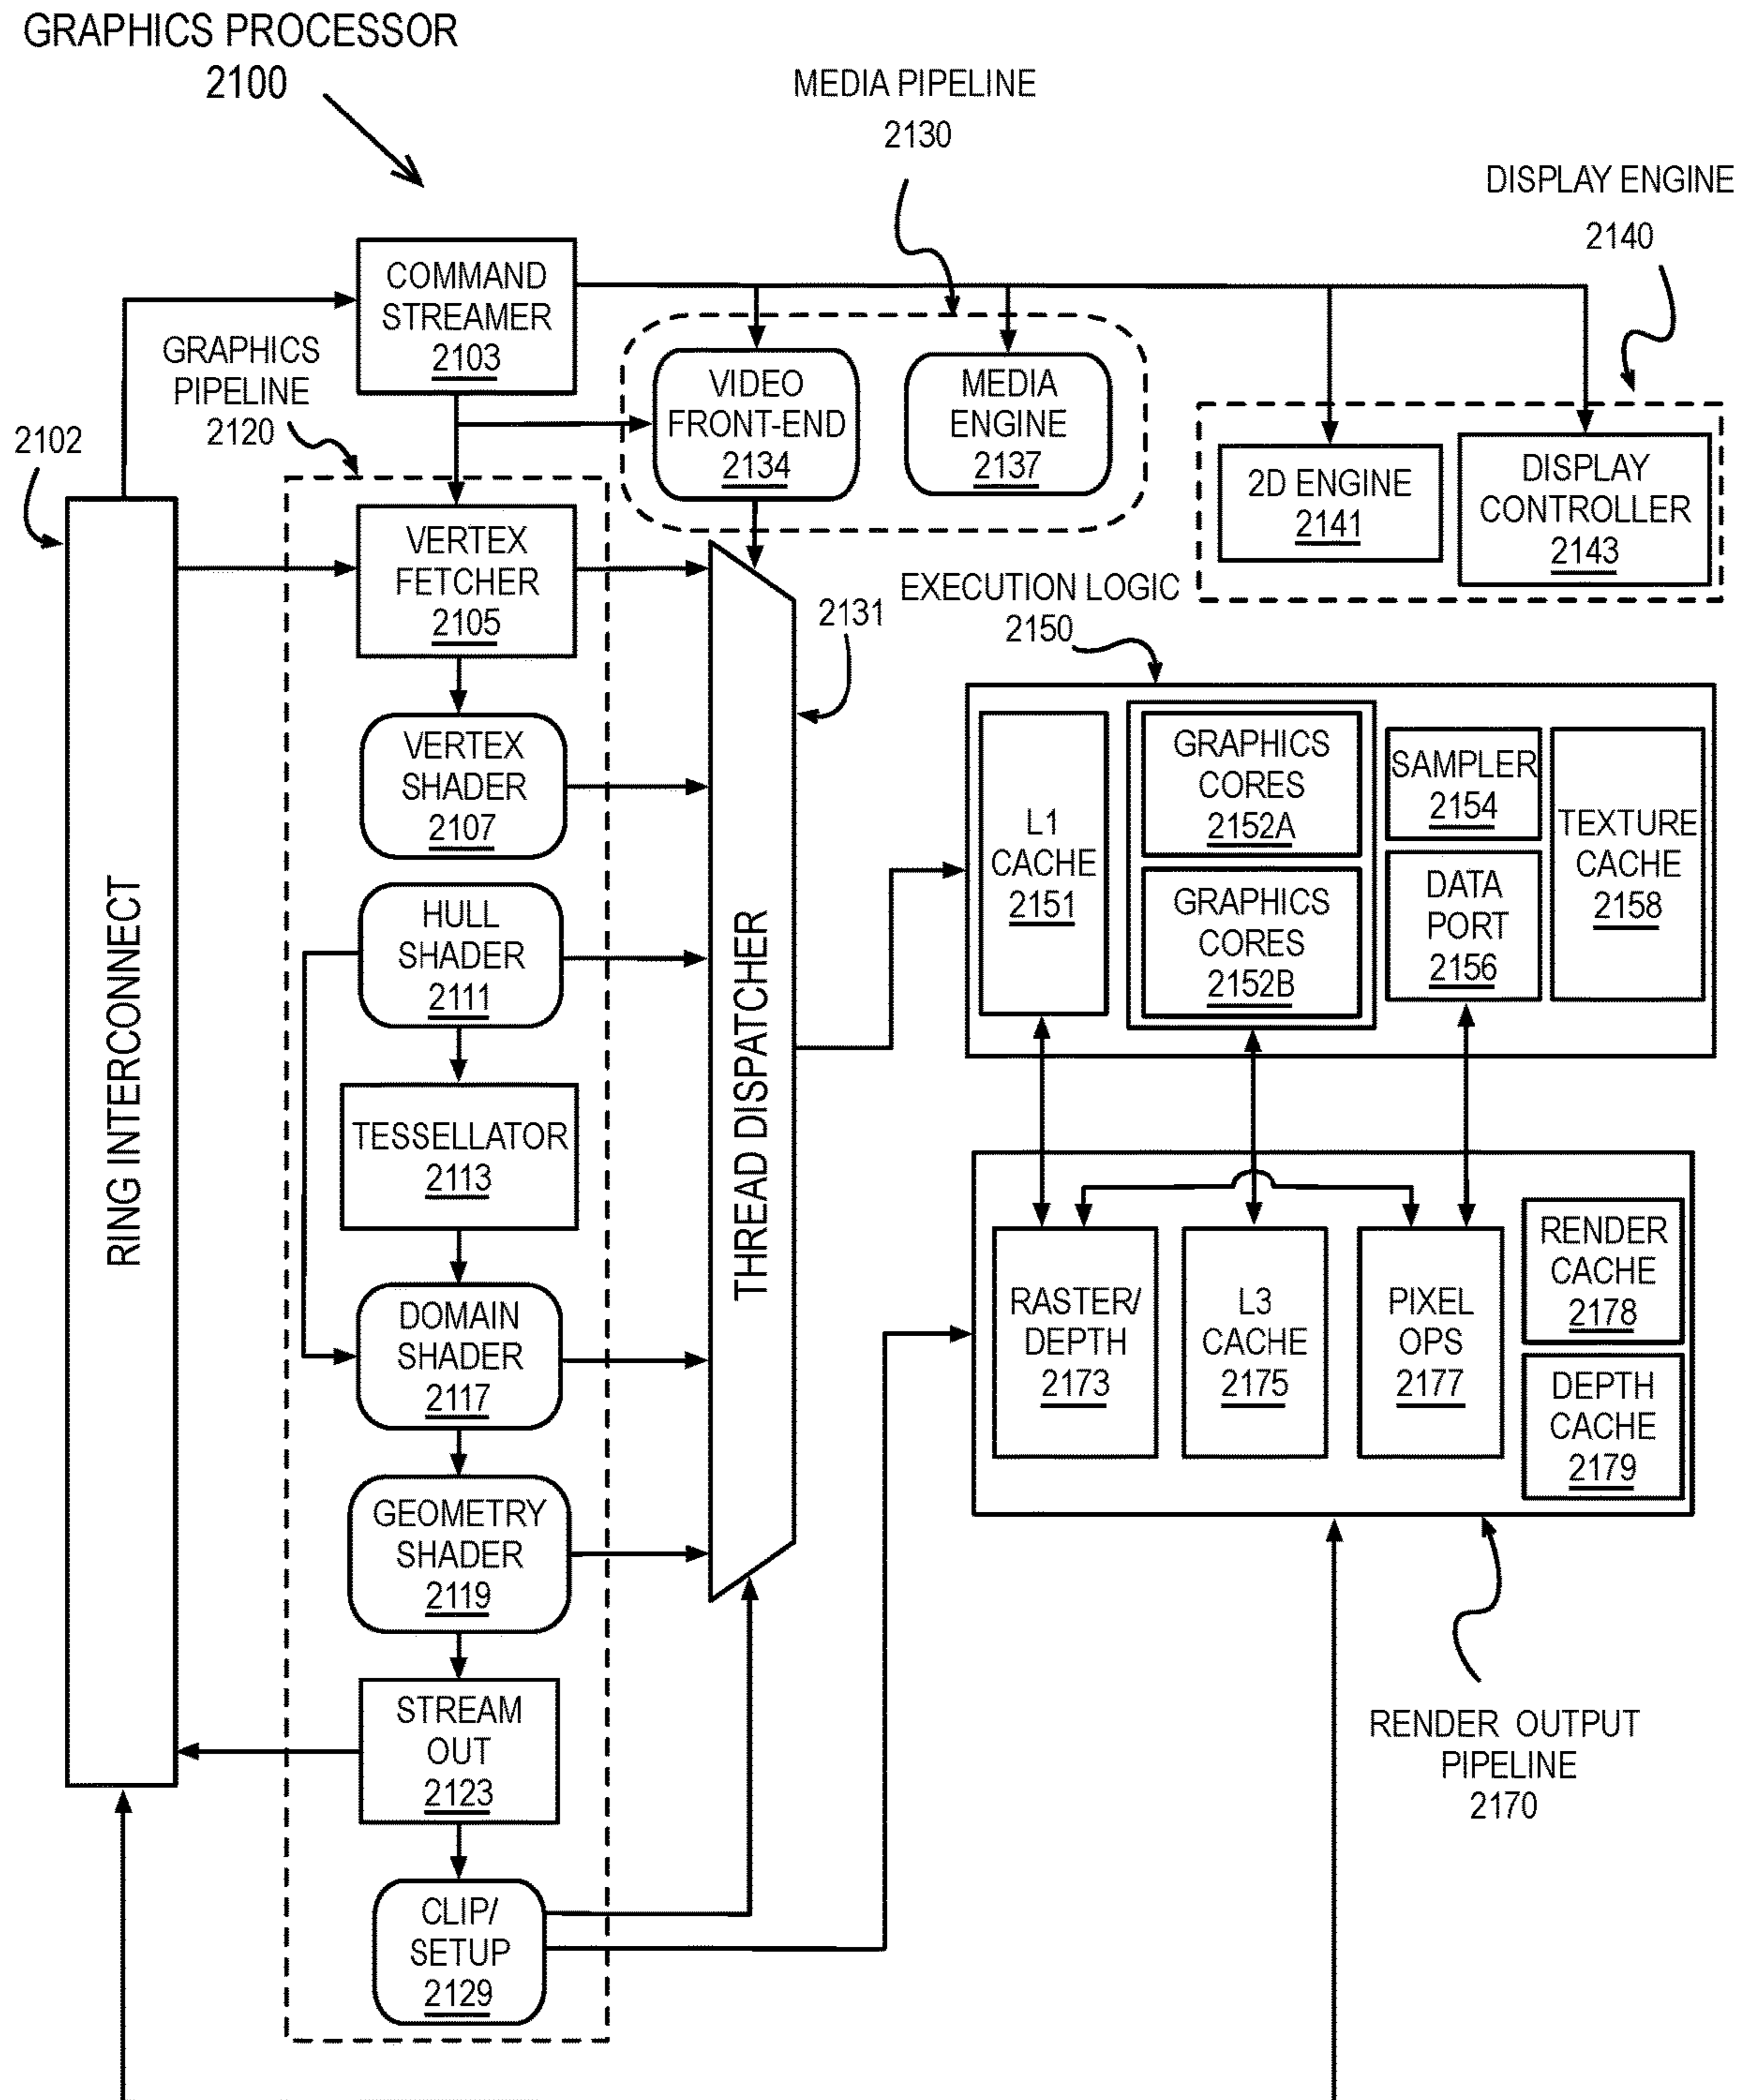 GRAPHICS PROCESSOR
2100
MEDIA PIPELINE
2130
DISPLAY ENGINE
2140
COMMAND
STREAMER
2103
GRAPHICS
PIPELINE
2120
2102
VIDEO
FRONT-END
2134
MEDIA
ENGINE
2137
2D ENGINE
2141
DISPLAY
CONTROLLER
2143
RING INTERCONNECT
VERTEX
FETCHER
2105
VERTEX
SHADER
2107
HULL
SHADER
2111
TESSELLATOR
2113
DOMAIN
SHADER
2117
GEOMETRY
SHADER
2119
STREAM
OUT
2123
CLIP/
SETUP
2129
THREAD DISPATCHER
2131
EXECUTION LOGIC
2150
L1
CACHE
2151
GRAPHICS
CORES
2152A
GRAPHICS
CORES
2152B
SAMPLER
2154
DATA
PORT
2156
TEXTURE
CACHE
2158
RASTER/
DEPTH
2173
L3
CACHE
2175
PIXEL
OPS
2177
RENDER
CACHE
2178
DEPTH
CACHE
2179
RENDER OUTPUT
PIPELINE
2170